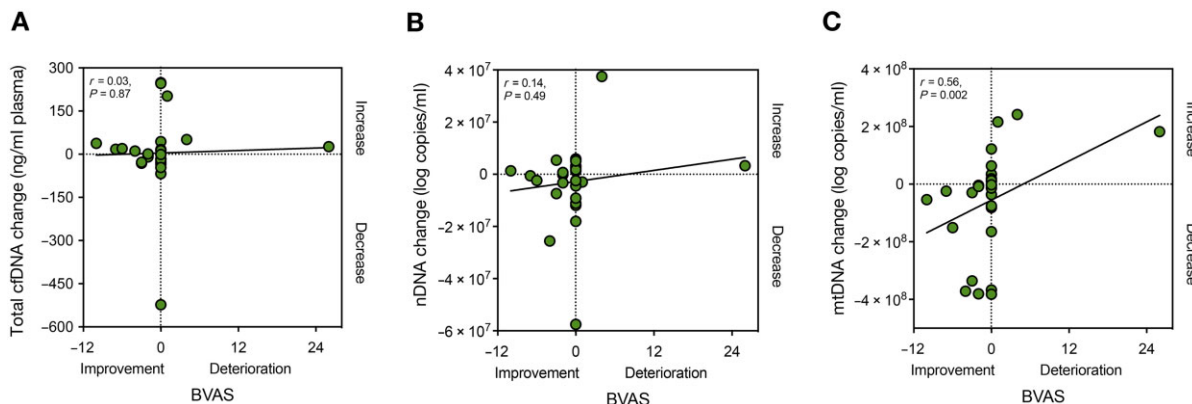 A
Total cfDNA change (ng/ml plasma)
300
150
0
−150
−300
−450
−600
r = 0.03,
P = 0.87
Increase
Decrease
−12
0
12
24
Improvement
Deterioration
BVAS
B
nDNA change (log copies/ml)
4 × 10⁷
2 × 10⁷
0
−2 × 10⁷
−4 × 10⁷
−6 × 10⁷
r = 0.14,
P = 0.49
Increase
Decrease
−12
0
12
24
Improvement
Deterioration
BVAS
C
mtDNA change (log copies/ml)
4 × 10⁸
2 × 10⁸
0
−2 × 10⁸
−4 × 10⁸
r = 0.56,
P = 0.002
Increase
Decrease
−12
0
12
24
Improvement
Deterioration
BVAS